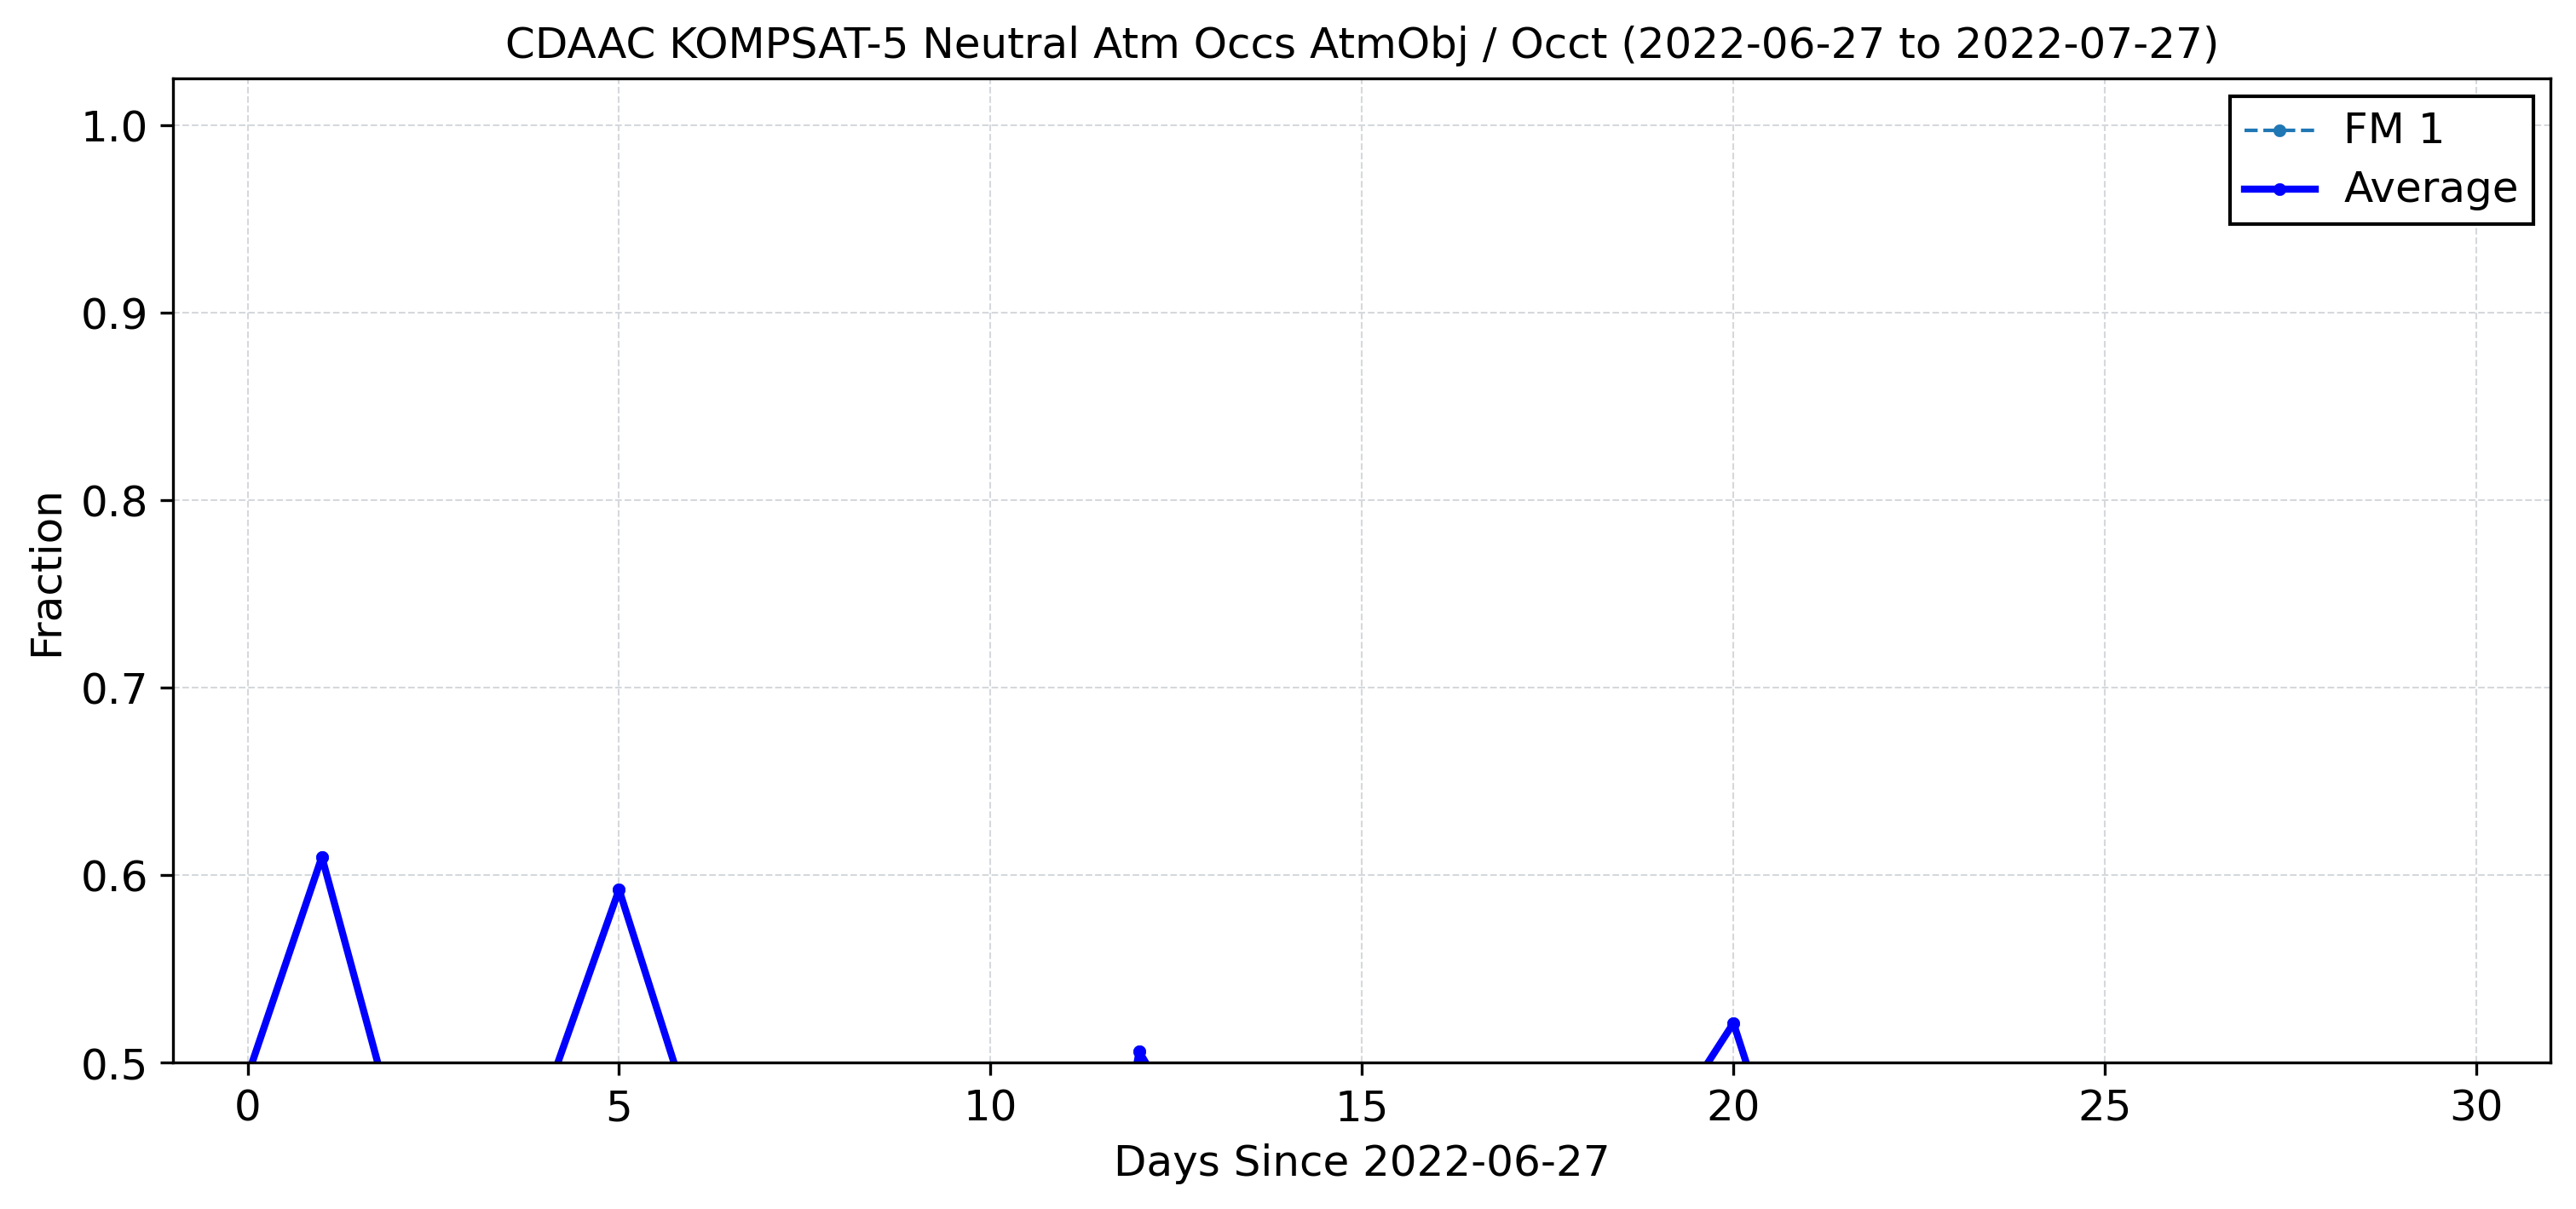 CDAAC KOMPSAT-5 Neutral Atm Occs AtmObj / Occt (2022-06-27 to 2022-07-27)
FM 1
Average
Fraction
1.0
0.9
0.8
0.7
0.6
0.5
0 5 10 15 20 25 30
Days Since 2022-06-27